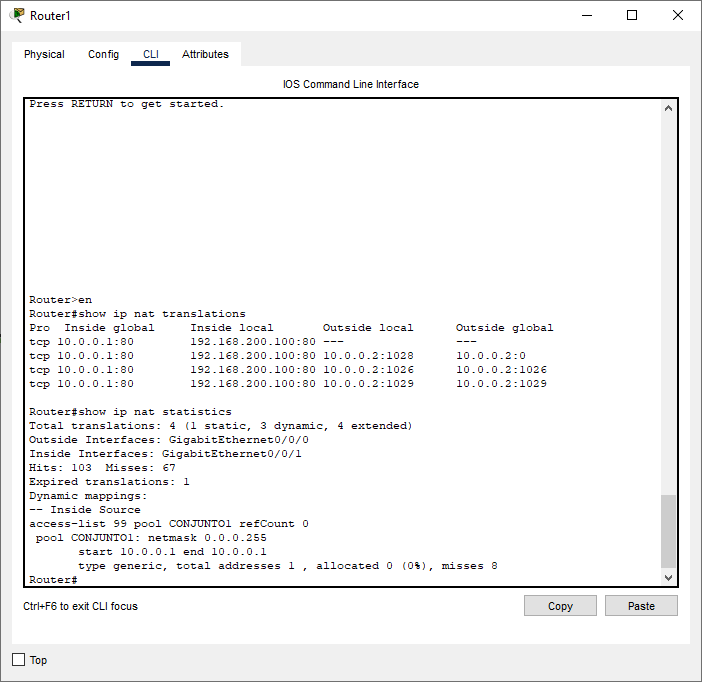 Router1
Physical Config CLI Attributes
IOS Command Line Interface
Press RETURN to get started.
Router>en
Router#show ip nat translations
Pro  Inside global     Inside local       Outside local      Outside global
tcp 10.0.0.1:80        192.168.200.100:80 ---                ---
tcp 10.0.0.1:80        192.168.200.100:80 10.0.0.2:1028      10.0.0.2:0
tcp 10.0.0.1:80        192.168.200.100:80 10.0.0.2:1026      10.0.0.2:1026
tcp 10.0.0.1:80        192.168.200.100:80 10.0.0.2:1029      10.0.0.2:1029
Router#show ip nat statistics
Total translations: 4 (1 static, 3 dynamic, 4 extended)
Outside Interfaces: GigabitEthernet0/0/0
Inside Interfaces: GigabitEthernet0/0/1
Hits: 103  Misses: 67
Expired translations: 1
Dynamic mappings:
-- Inside Source
access-list 99 pool CONJUNTO1 refCount 0
 pool CONJUNTO1: netmask 0.0.0.255
       start 10.0.0.1 end 10.0.0.1
       type generic, total addresses 1 , allocated 0 (0%), misses 8
Router#
Ctrl+F6 to exit CLI focus
Copy Paste
Top